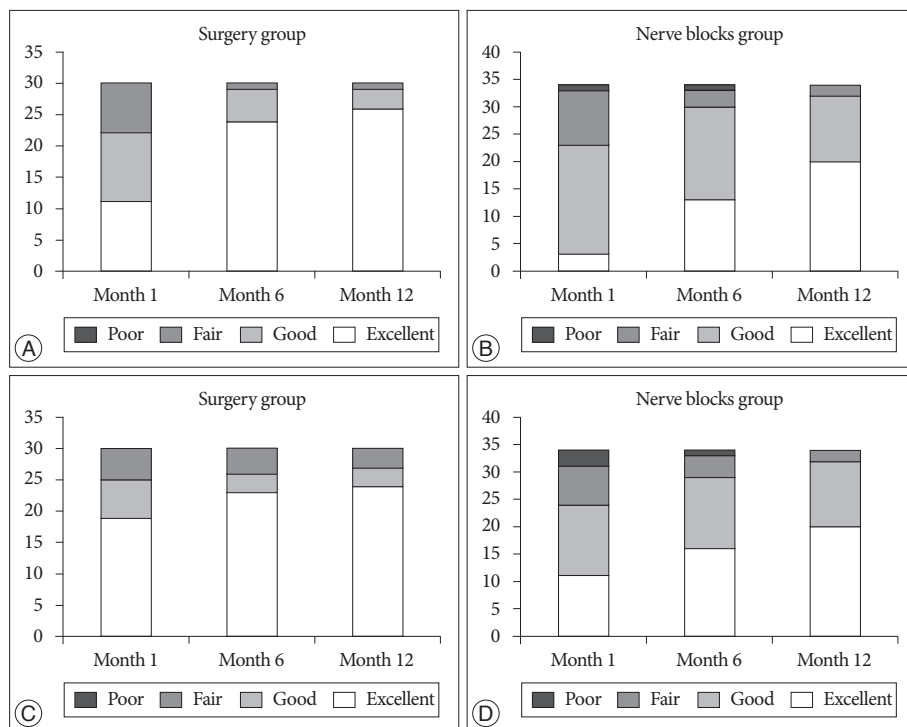 Surgery group
35
30
25
20
15
10
5
0
Month 1 Month 6 Month 12
Poor Fair Good Excellent
A
Nerve blocks group
40
35
30
25
20
15
10
5
0
Month 1 Month 6 Month 12
Poor Fair Good Excellent
B
Surgery group
35
30
25
20
15
10
5
0
Month 1 Month 6 Month 12
Poor Fair Good Excellent
C
Nerve blocks group
40
35
30
25
20
15
10
5
0
Month 1 Month 6 Month 12
Poor Fair Good Excellent
D